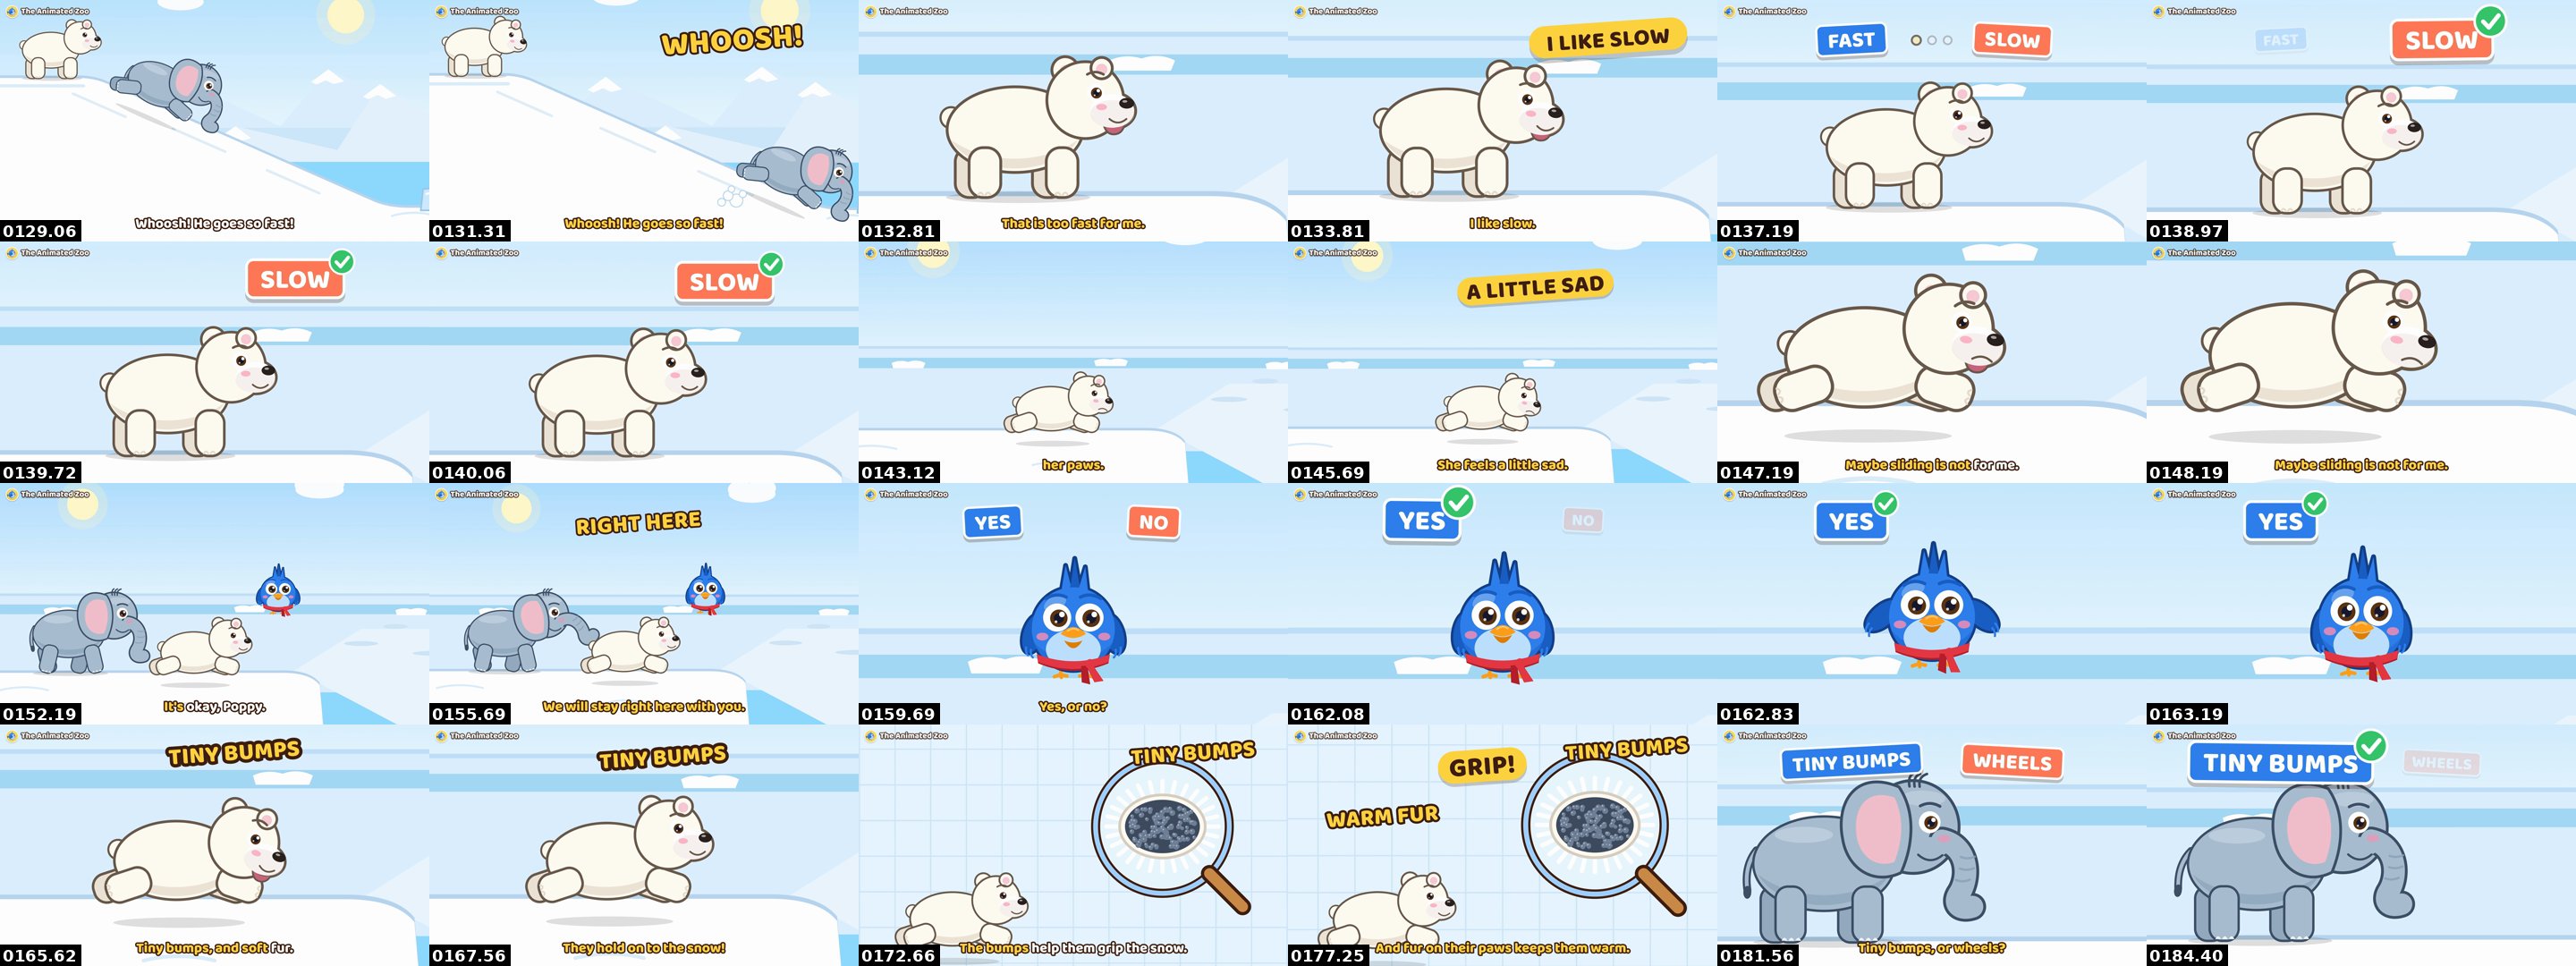 The Animated Zoo
Whoosh! He goes so fast!
0129.06
The Animated Zoo
WHOOSH!
Whoosh! He goes so fast!
0131.31
The Animated Zoo
That is too fast for me.
0132.81
The Animated Zoo
I LIKE SLOW
I like slow.
0133.81
The Animated Zoo
FAST
SLOW
0137.19
The Animated Zoo
FAST
SLOW
0138.97
The Animated Zoo
SLOW
0139.72
The Animated Zoo
SLOW
0140.06
The Animated Zoo
her paws.
0143.12
The Animated Zoo
A LITTLE SAD
She feels a little sad.
0145.69
The Animated Zoo
Maybe sliding is not for me.
0147.19
The Animated Zoo
Maybe sliding is not for me.
0148.19
The Animated Zoo
It's okay, Poppy.
0152.19
The Animated Zoo
RIGHT HERE
We will stay right here with you.
0155.69
The Animated Zoo
YES
NO
Yes, or no?
0159.69
The Animated Zoo
YES
NO
0162.08
The Animated Zoo
YES
0162.83
The Animated Zoo
YES
0163.19
The Animated Zoo
TINY BUMPS
Tiny bumps, and soft fur.
0165.62
The Animated Zoo
TINY BUMPS
They hold on to the snow!
0167.56
The Animated Zoo
TINY BUMPS
The bumps help them grip the snow.
0172.66
The Animated Zoo
TINY BUMPS
GRIP!
WARM FUR
And fur on their paws keeps them warm.
0177.25
The Animated Zoo
TINY BUMPS
WHEELS
Tiny bumps, or wheels?
0181.56
The Animated Zoo
TINY BUMPS
WHEELS
0184.40